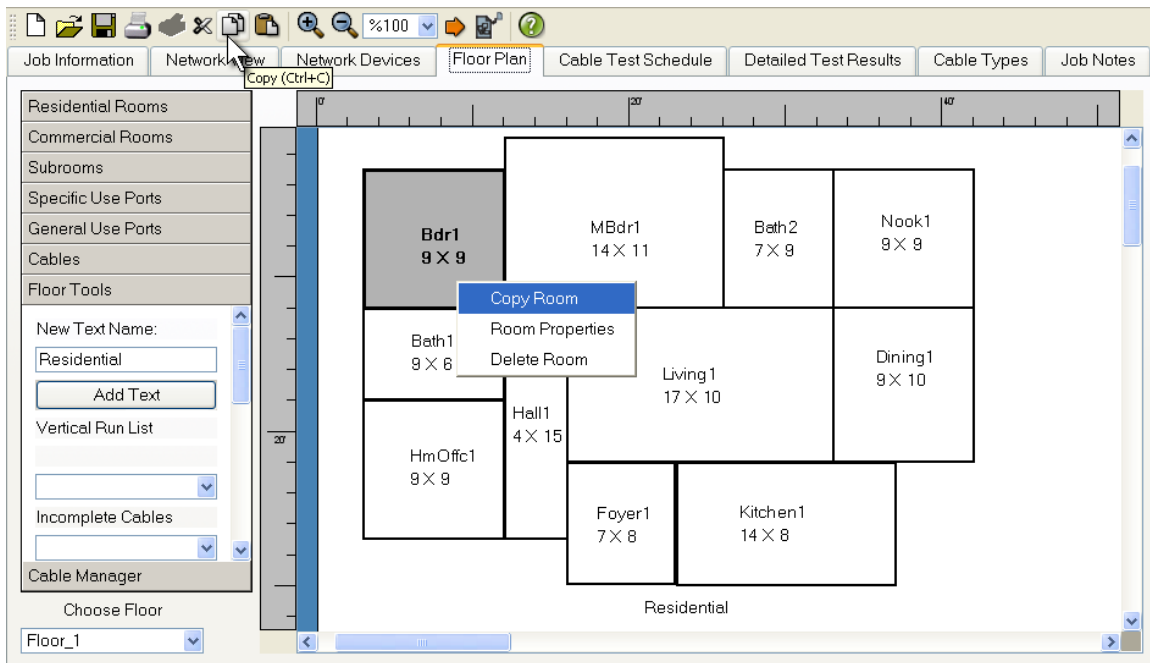 %100
Job Information
Network View
Network Devices
Floor Plan
Cable Test Schedule
Detailed Test Results
Cable Types
Job Notes
Copy (Ctrl+C)
Residential Rooms
Commercial Rooms
Subrooms
Specific Use Ports
General Use Ports
Cables
Floor Tools
New Text Name:
Residential
Add Text
Vertical Run List
Incomplete Cables
Cable Manager
Choose Floor
Floor_1
0'
20'
40'
20'
Bdr1
9 X 9
MBdr1
14 X 11
Bath2
7 X 9
Nook1
9 X 9
Copy Room
Room Properties
Delete Room
Bath1
9 X 6
Living1
17 X 10
Dining1
9 X 10
Hall1
4 X 15
HmOffc1
9 X 9
Foyer1
7 X 8
Kitchen1
14 X 8
Residential